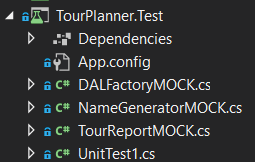 TourPlanner.Test
Dependencies
App.config
C# DALFactoryMOCK.cs
C# NameGeneratorMOCK.cs
C# TourReportMOCK.cs
C# UnitTest1.cs